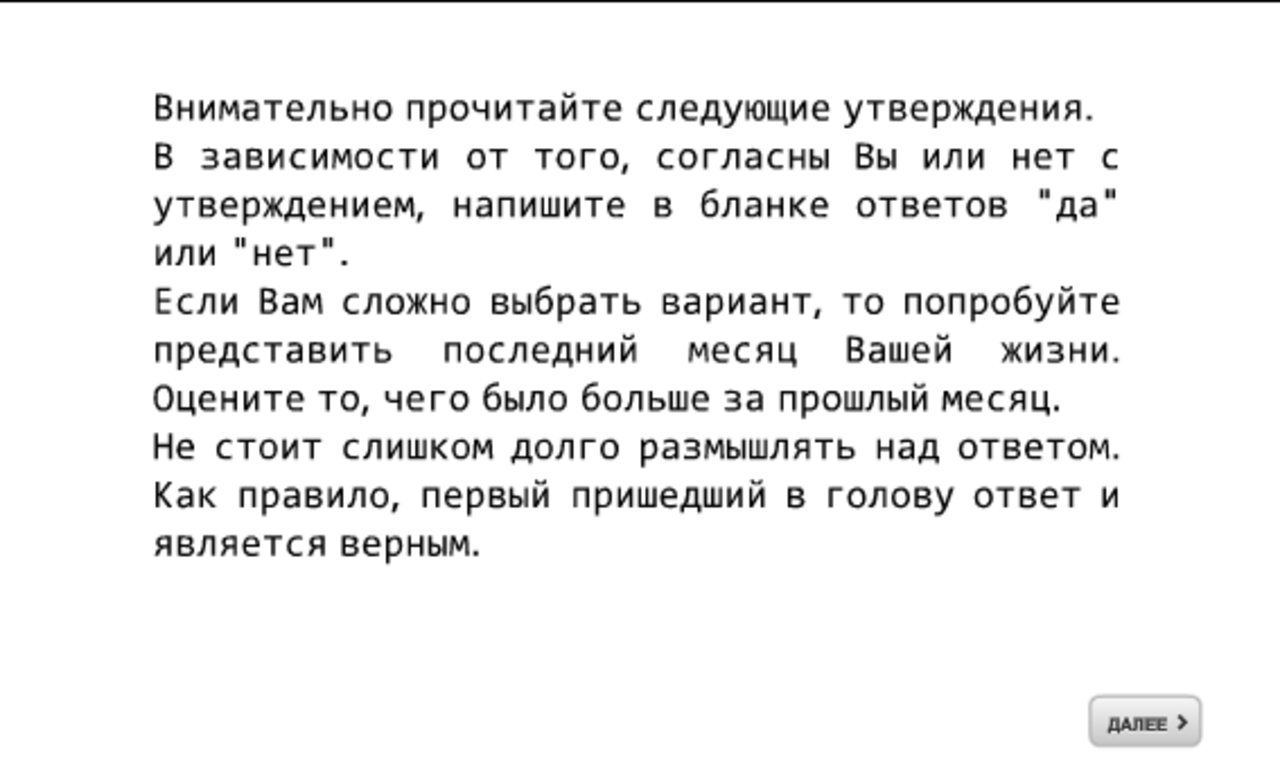 Внимательно прочитайте следующие утверждения.
В зависимости от того, согласны Вы или нет с
утверждением, напишите в бланке ответов "да"
или "нет".
Если Вам сложно выбрать вариант, то попробуйте
представить последний месяц Вашей жизни.
Оцените то, чего было больше за прошлый месяц.
Не стоит слишком долго размышлять над ответом.
Как правило, первый пришедший в голову ответ и
является верным.
ДАЛЕЕ >